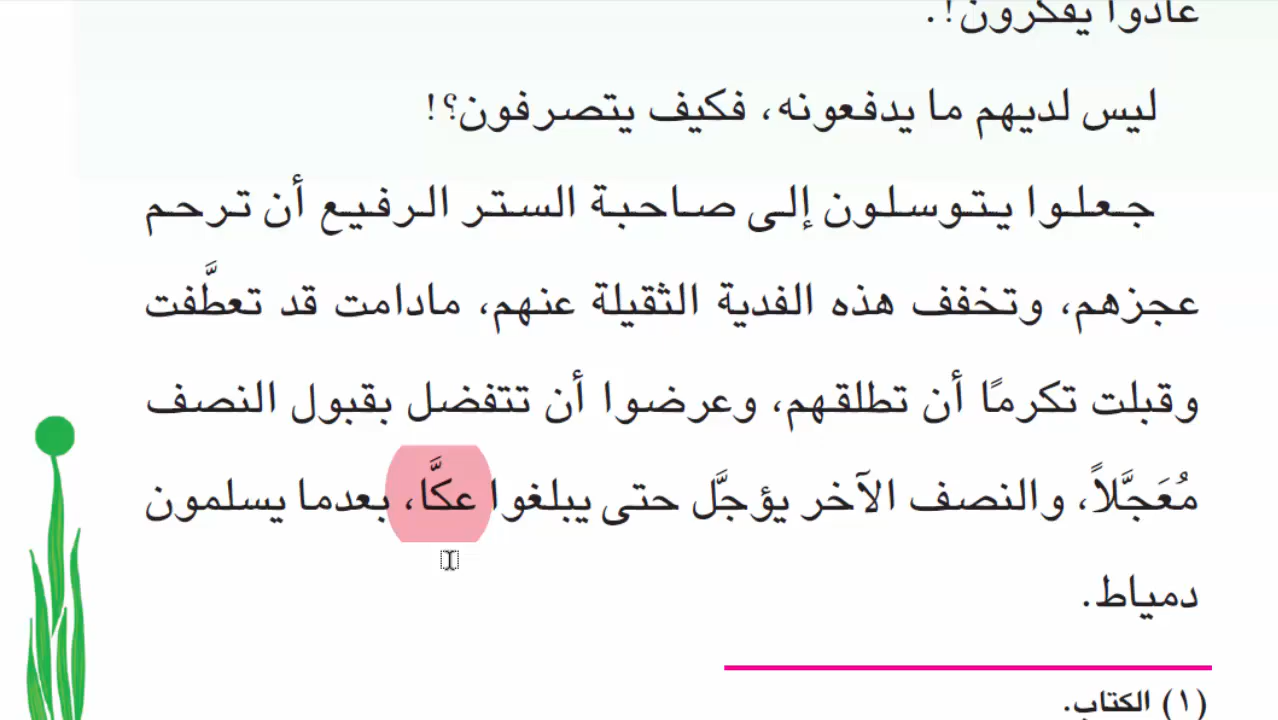 عادوا يفكرون!.
ليس لديهم ما يدفعونه، فكيف يتصرفون؟!
جعلوا يتوسلون إلى صاحبة الستر الرفيع أن ترحم
عجزهم، وتخفف هذه الفدية الثقيلة عنهم، مادامت قد تعطَّفت
وقبلت تكرمًا أن تطلقهم، وعرضوا أن تتفضل بقبول النصف
مُعَجَّلاً، والنصف الآخر يؤجَّل حتى يبلغوا عكَّا، بعدما يسلمون
دمياط.
(١) الكتاب.